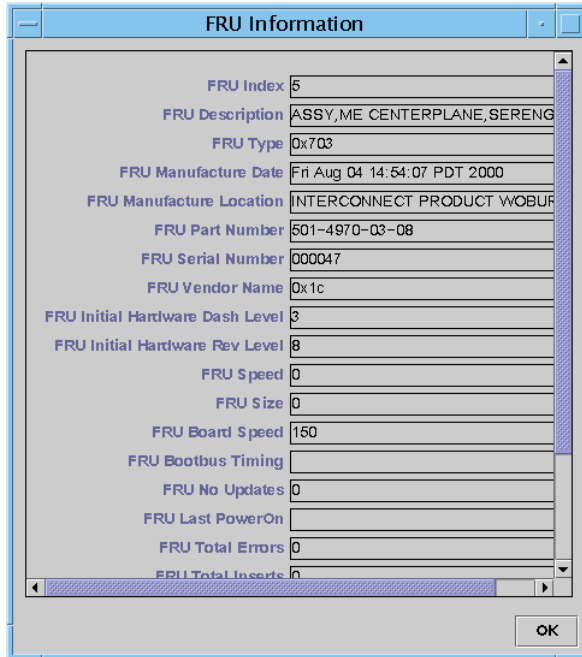 FRU Information
FRU Index 5
FRU Description ASSY,ME CENTERPLANE,SERENG
FRU Type 0x703
FRU Manufacture Date Fri Aug 04 14:54:07 PDT 2000
FRU Manufacture Location INTERCONNECT PRODUCT WOBUR
FRU Part Number 501-4970-03-08
FRU Serial Number 000047
FRU Vendor Name 0x1c
FRU Initial Hardware Dash Level 3
FRU Initial Hardware Rev Level 8
FRU Speed 0
FRU Size 0
FRU Board Speed 150
FRU Bootbus Timing
FRU No Updates 0
FRU Last PowerOn
FRU Total Errors 0
FRU Total Inserts 0
OK